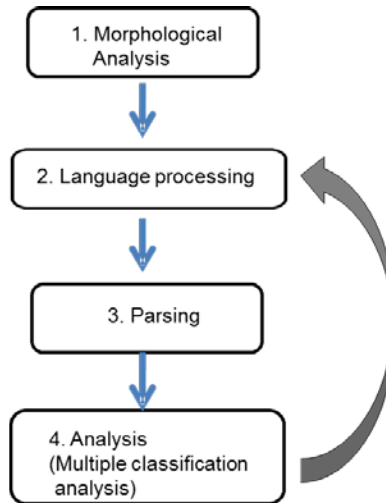 1. Morphological
Analysis
2. Language processing
3. Parsing
4. Analysis
(Multiple classification
analysis)